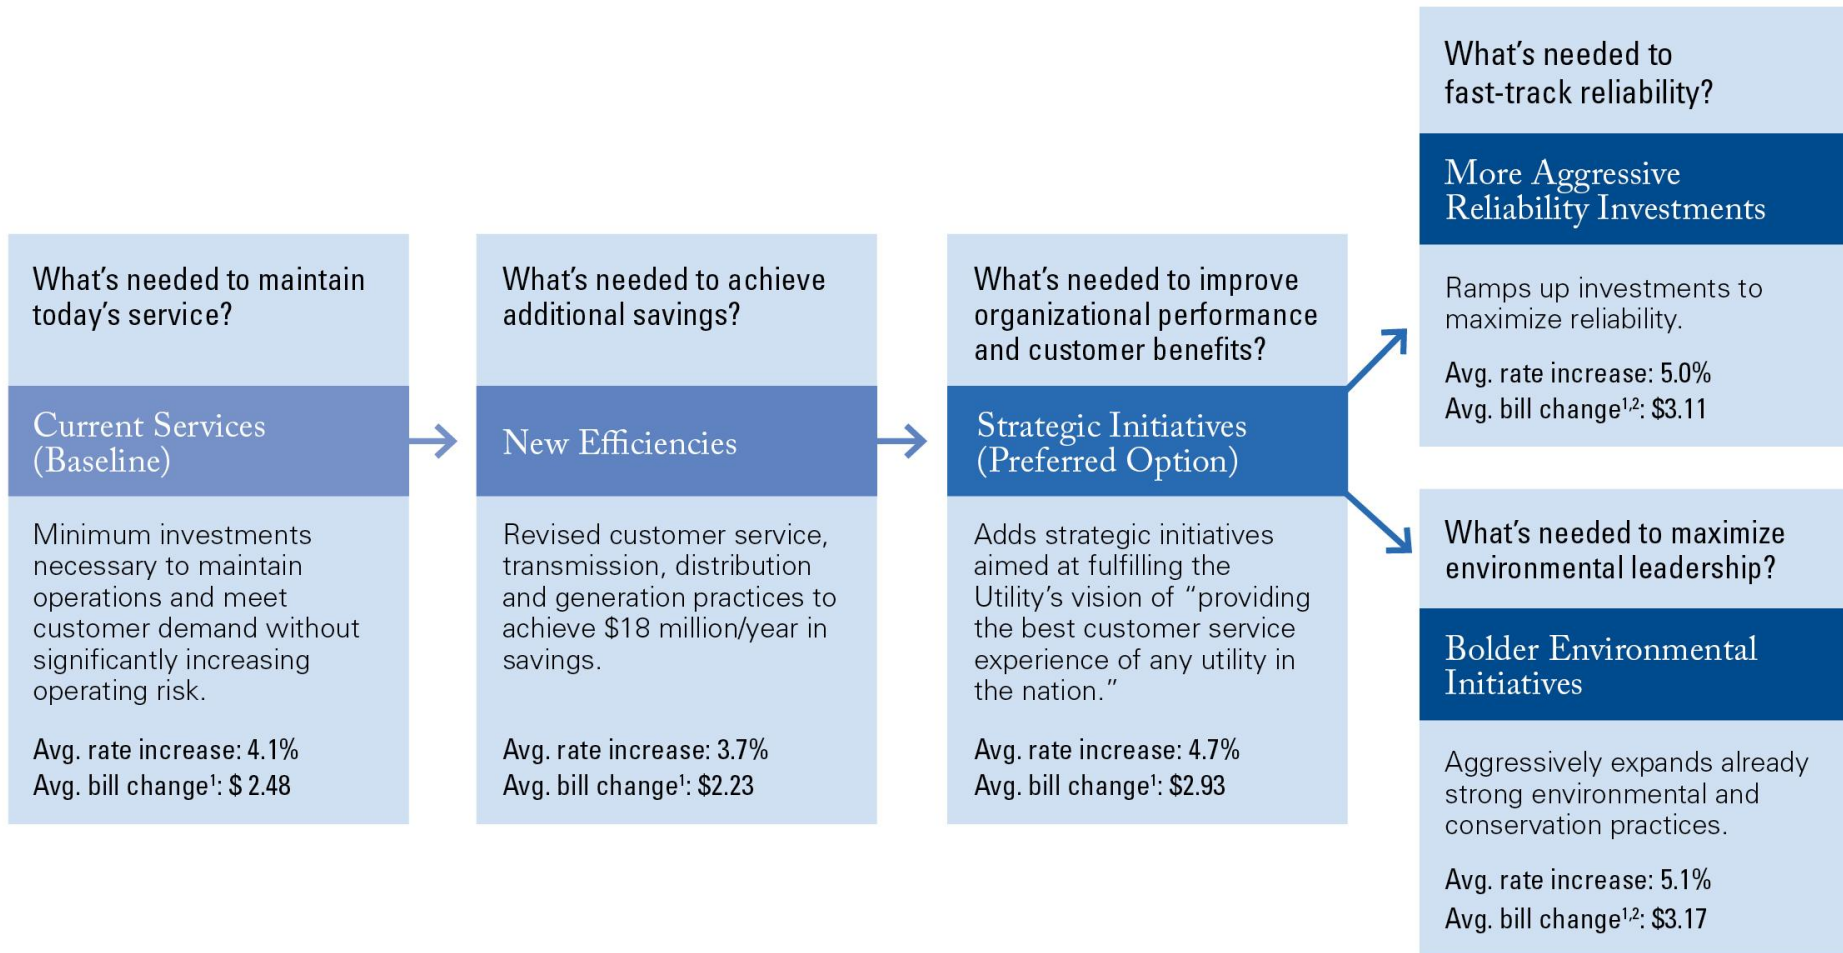 What's needed to maintain
today's service?
Current Services
(Baseline)
Minimum investments
necessary to maintain
operations and meet
customer demand without
significantly increasing
operating risk.
Avg. rate increase: 4.1%
Avg. bill change¹: $ 2.48
What's needed to achieve
additional savings?
New Efficiencies
Revised customer service,
transmission, distribution
and generation practices to
achieve $18 million/year in
savings.
Avg. rate increase: 3.7%
Avg. bill change¹: $2.23
What's needed to improve
organizational performance
and customer benefits?
Strategic Initiatives
(Preferred Option)
Adds strategic initiatives
aimed at fulfilling the
Utility's vision of “providing
the best customer service
experience of any utility in
the nation.”
Avg. rate increase: 4.7%
Avg. bill change¹: $2.93
What's needed to
fast-track reliability?
More Aggressive
Reliability Investments
Ramps up investments to
maximize reliability.
Avg. rate increase: 5.0%
Avg. bill change¹,²: $3.11
What's needed to maximize
environmental leadership?
Bolder Environmental
Initiatives
Aggressively expands already
strong environmental and
conservation practices.
Avg. rate increase: 5.1%
Avg. bill change¹,²: $3.17